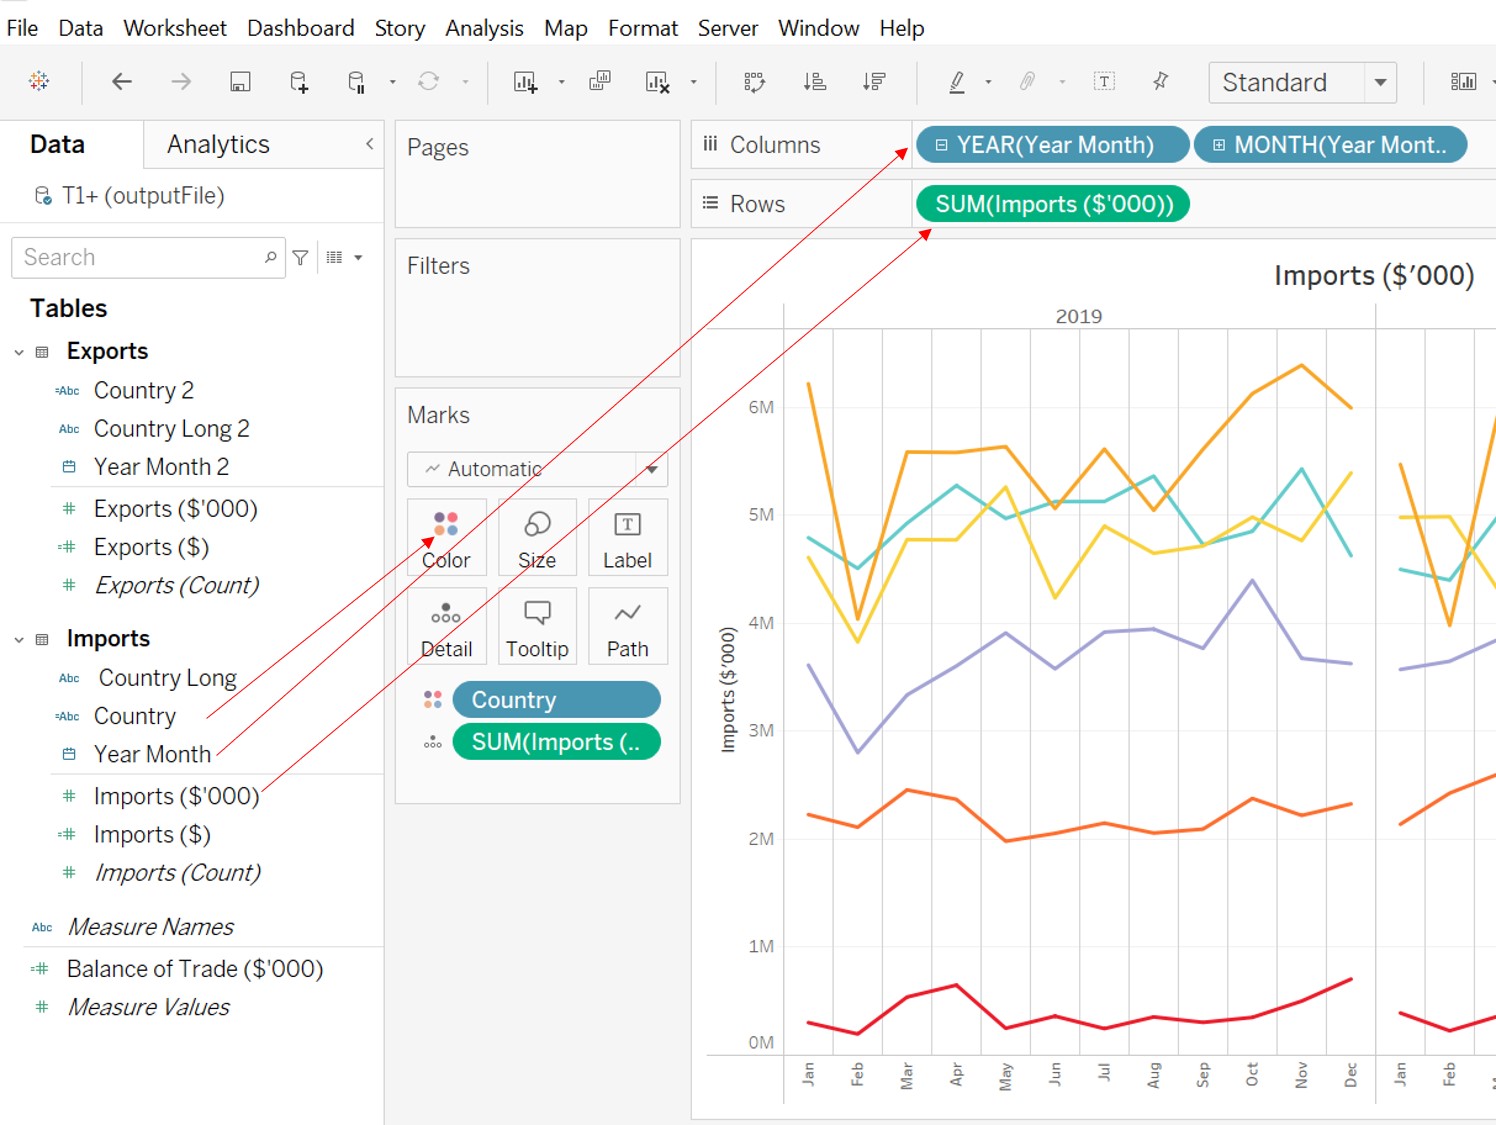 File Data Worksheet Dashboard Story Analysis Map Format Server Window Help
T Standard
Data Analytics
T1+ (outputFile)
Search
Tables
Exports
=Abc Country 2
Abc Country Long 2
Year Month 2
# Exports ($'000)
=# Exports ($)
# Exports (Count)
Imports
Abc Country Long
=Abc Country
Year Month
# Imports ($'000)
=# Imports ($)
# Imports (Count)
Abc Measure Names
=# Balance of Trade ($'000)
# Measure Values
Pages
Filters
Marks
Automatic
Color Size T Label
Detail Tooltip Path
Country
SUM(Imports (..
Columns YEAR(Year Month) MONTH(Year Mont..
Rows SUM(Imports ($'000))
Imports ($'000)
2019
6M
5M
4M
3M
2M
1M
0M
Imports ($'000)
Jan Feb Mar Apr May Jun Jul Aug Sep Oct Nov Dec Jan Feb